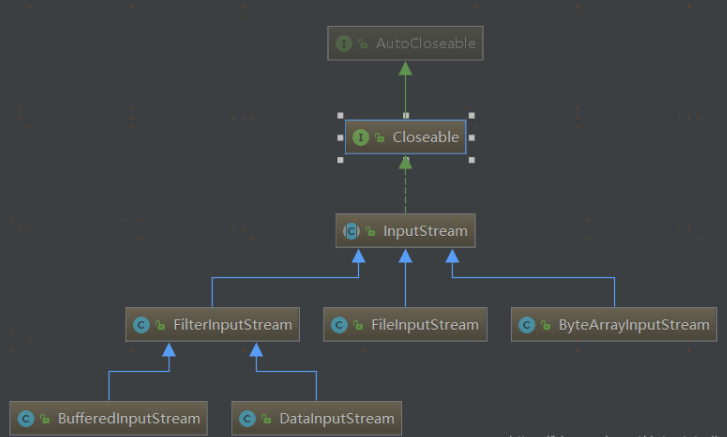 AutoCloseable
Closeable
InputStream
FilterInputStream
FileInputStream
ByteArrayInputStream
BufferedInputStream
DataInputStream